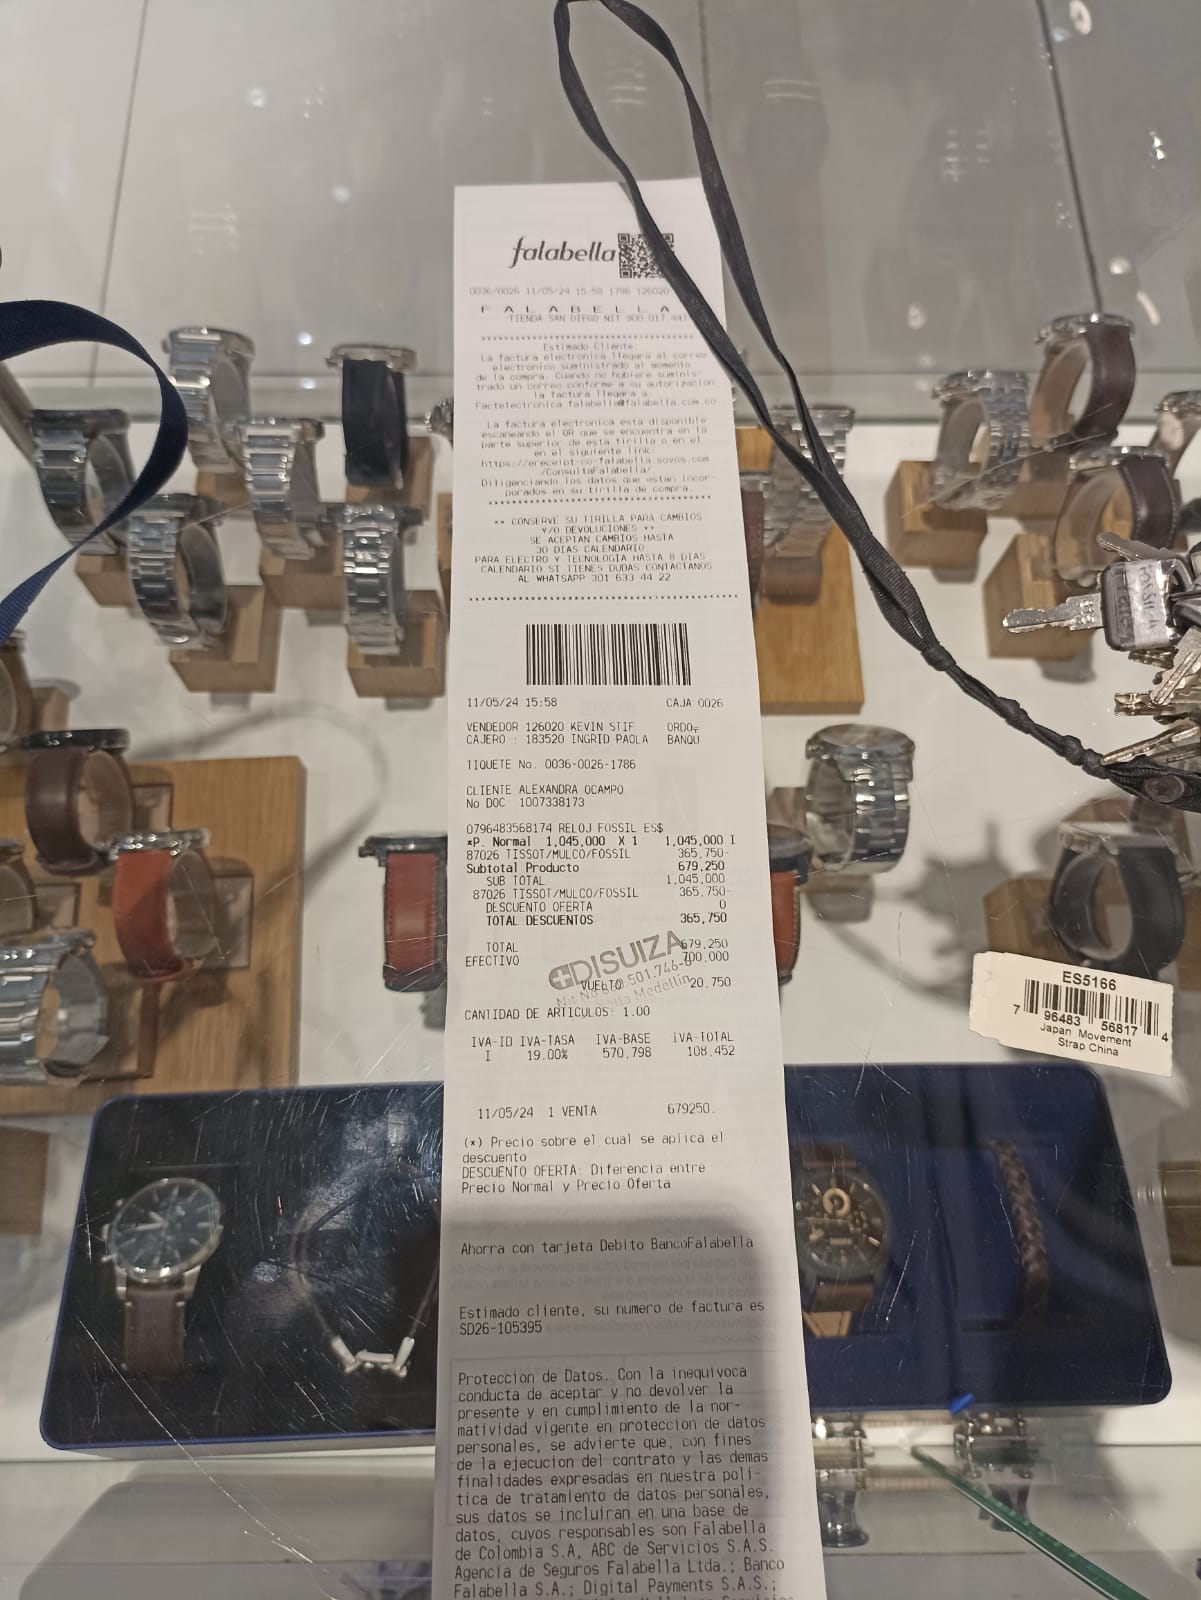 falabella
0036/0026 11/05/24 15:58 1786 126020
F A L A B E L L A
TIENDA SAN DIEGO NIT 900.017.447
Estimado Cliente:
La factura electronica llegara al correo
electronico suministrado al momento
de la compra. Cuando no hubiere suminis-
trado un correo conforme a su autorizacion
la factura llegara a:
Factelectronica_falabella@falabella.com.co
La factura electronica esta disponible
escaneando el QR que se encuentra en la
parte superior de esta tirilla o en el
en el siguiente link:
https://ereceipt-co-falabella.sovos.com
/ConsultaFalabella/
Diligenciando los datos que estan incor-
porados en su tirilla de compra.
** CONSERVE SU TIRILLA PARA CAMBIOS
Y/O DEVOLUCIONES **
SE ACEPTAN CAMBIOS HASTA
30 DIAS CALENDARIO
PARA ELECTRO Y TECNOLOGIA HASTA 8 DIAS
CALENDARIO SI TIENES DUDAS CONTACTANOS
AL WHATSAPP 301 633 44 22
11/05/24 15:58 CAJA 0026
VENDEDOR 126020 KEVIN STIF ORDO
CAJERO : 183520 INGRID PAOLA BANQU
TIQUETE No. 0036-0026-1786
CLIENTE ALEXANDRA OCAMPO
No DOC 1007338173
0796483568174 RELOJ FOSSIL ES$
*P. Normal 1,045,000 X 1 1,045,000 I
87026 TISSOT/MULCO/FOSSIL 365,750-
Subtotal Producto 679,250
SUB TOTAL 1,045,000
87026 TISSOT/MULCO/FOSSIL 365,750-
DESCUENTO OFERTA 0
TOTAL DESCUENTOS 365,750
TOTAL 679,250
EFECTIVO 700,000
DISUIZA
VUELTO 20,750
Medellin
CANTIDAD DE ARTICULOS: 1.00
IVA-ID IVA-TASA IVA-BASE IVA-TOTAL
I 19.00% 570,798 108,452
11/05/24 1 VENTA 679250.
(*) Precio sobre el cual se aplica el
descuento
DESCUENTO OFERTA: Diferencia entre
Precio Normal y Precio Oferta
Ahorra con tarjeta Debito BancoFalabella
Estimado cliente, su numero de factura es
SD26-105395
Proteccion de Datos. Con la inequivoca
conducta de aceptar y no devolver la
presente y en cumplimiento de la nor-
matividad vigente en proteccion de datos
personales, se advierte que, con fines
de la ejecucion del contrato y las demas
finalidades expresadas en nuestra poli-
tica de tratamiento de datos personales,
sus datos se incluiran en una base de
datos, cuyos responsables son Falabella
de Colombia S.A, ABC de Servicios S.A.S.
Agencia de Seguros Falabella Ltda.; Banco
Falabella S.A.; Digital Payments S.A.S.;
ES5166
7 96483 56817 4
Japan Movement
Strap China